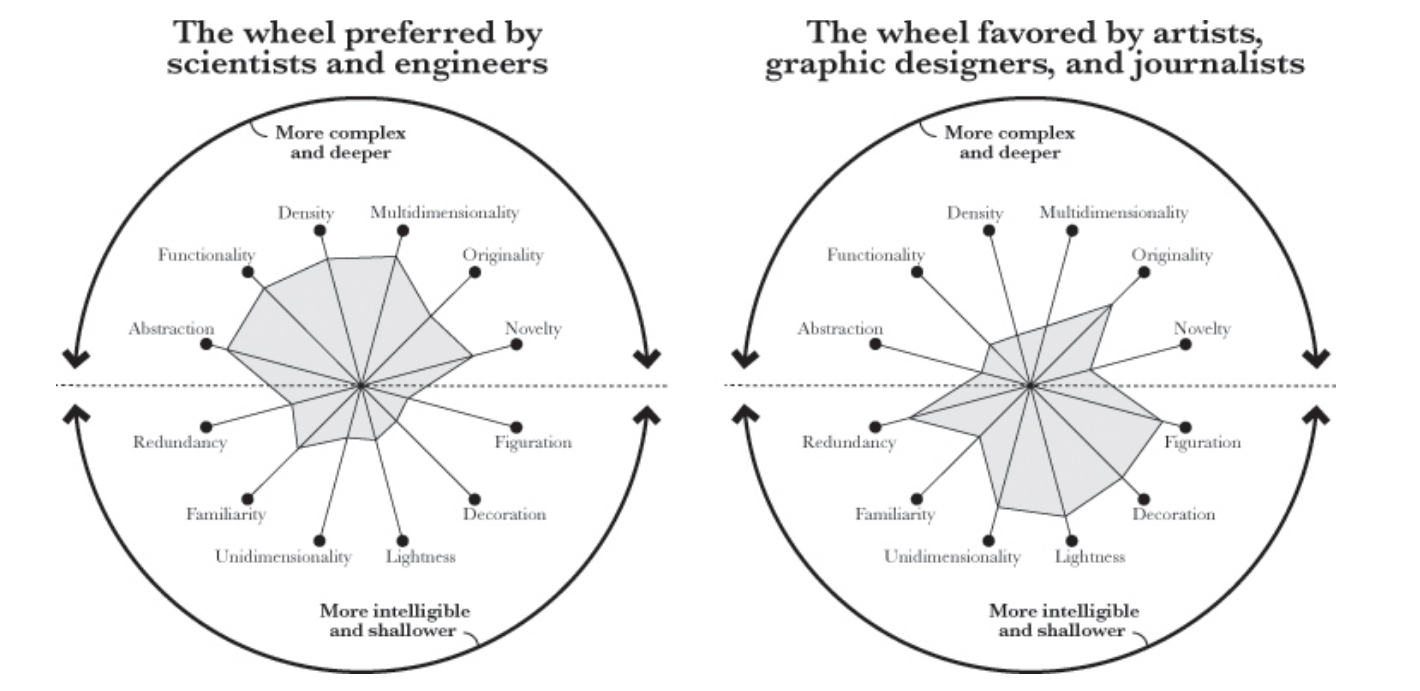 The wheel preferred by
scientists and engineers
More complex
and deeper
Density
Multidimensionality
Functionality
Originality
Abstraction
Novelty
Redundancy
Figuration
Familiarity
Decoration
Unidimensionality
Lightness
More intelligible
and shallower
The wheel favored by artists,
graphic designers, and journalists
More complex
and deeper
Density
Multidimensionality
Functionality
Originality
Abstraction
Novelty
Redundancy
Figuration
Familiarity
Decoration
Unidimensionality
Lightness
More intelligible
and shallower